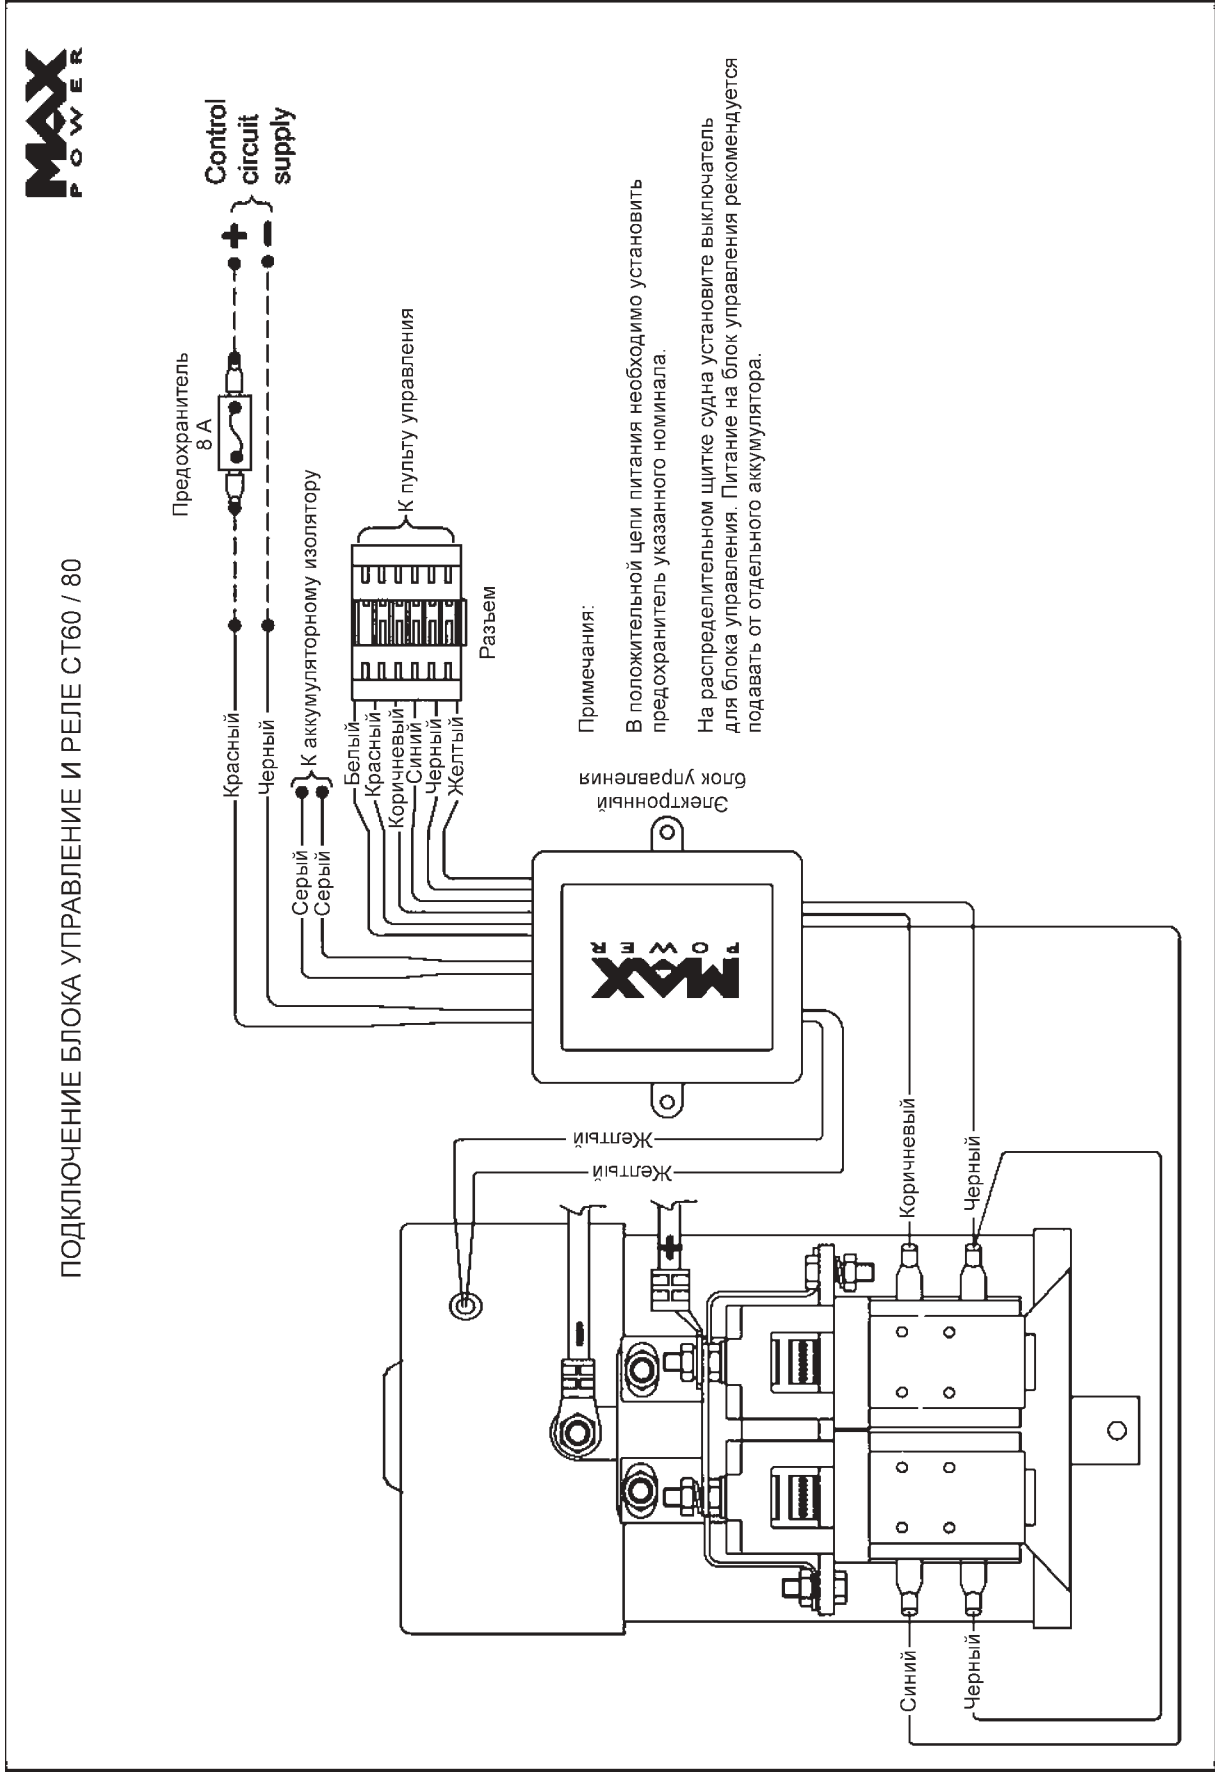 MAX
POWER
ПОДКЛЮЧЕНИЕ БЛОКА УПРАВЛЕНИЕ И РЕЛЕ СТ60 / 80
Предохранитель
8 А
Control
circuit
supply
+
−
Красный
Черный
К аккумуляторному изолятору
Серый
Серый
К пульту управления
Белый
Красный
Коричневый
Синий
Черный
Желтый
Разъем
Примечания:
В положительной цепи питания необходимо установить
предохранитель указанного номинала.
На распределительном щитке судна установите выключатель
для блока управления. Питание на блок управления рекомендуется
подавать от отдельного аккумулятора.
Электронный
блок управления
MAX
POWER
Желтый
Желтый
+
Коричневый
Черный
Синий
Черный